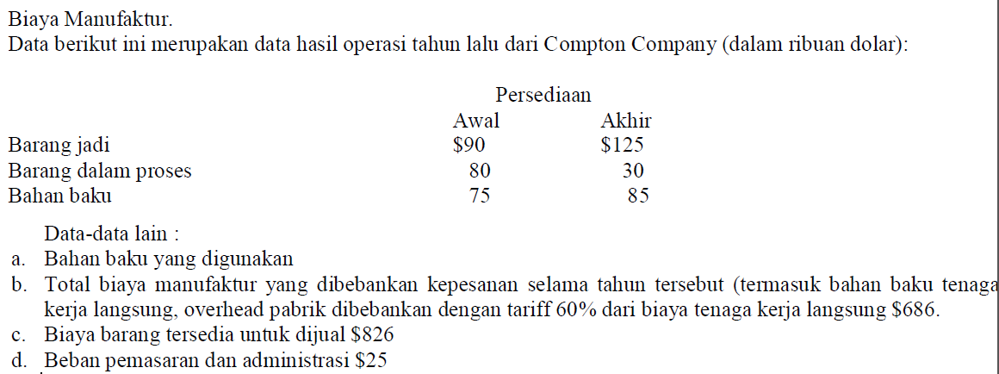 Biaya Manufaktur.
Data berikut ini merupakan data hasil operasi tahun lalu dari Compton Company (dalam ribuan dolar):
Persediaan
Awal Akhir
Barang jadi $90 $125
Barang dalam proses 80 30
Bahan baku 75 85
Data-data lain :
a. Bahan baku yang digunakan
b. Total biaya manufaktur yang dibebankan kepesanan selama tahun tersebut (termasuk bahan baku tenaga
kerja langsung, overhead pabrik dibebankan dengan tariff 60% dari biaya tenaga kerja langsung $686.
c. Biaya barang tersedia untuk dijual $826
d. Beban pemasaran dan administrasi $25